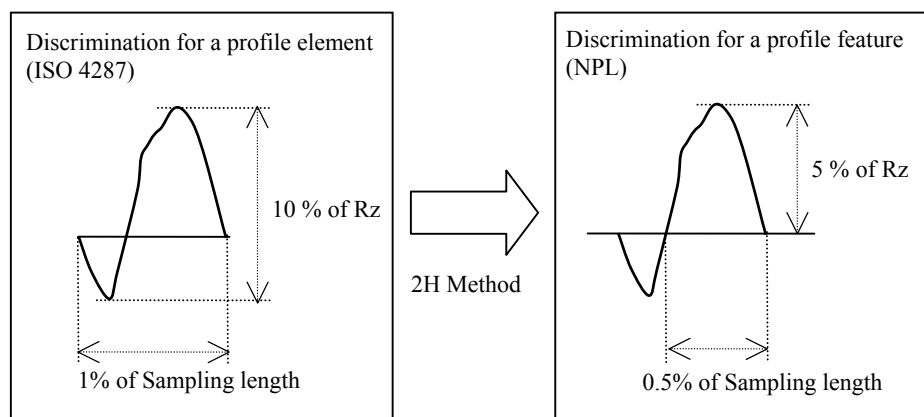 Discrimination for a profile element
(ISO 4287)
10 % of Rz
1% of Sampling length
2H Method
Discrimination for a profile feature
(NPL)
5 % of Rz
0.5% of Sampling length